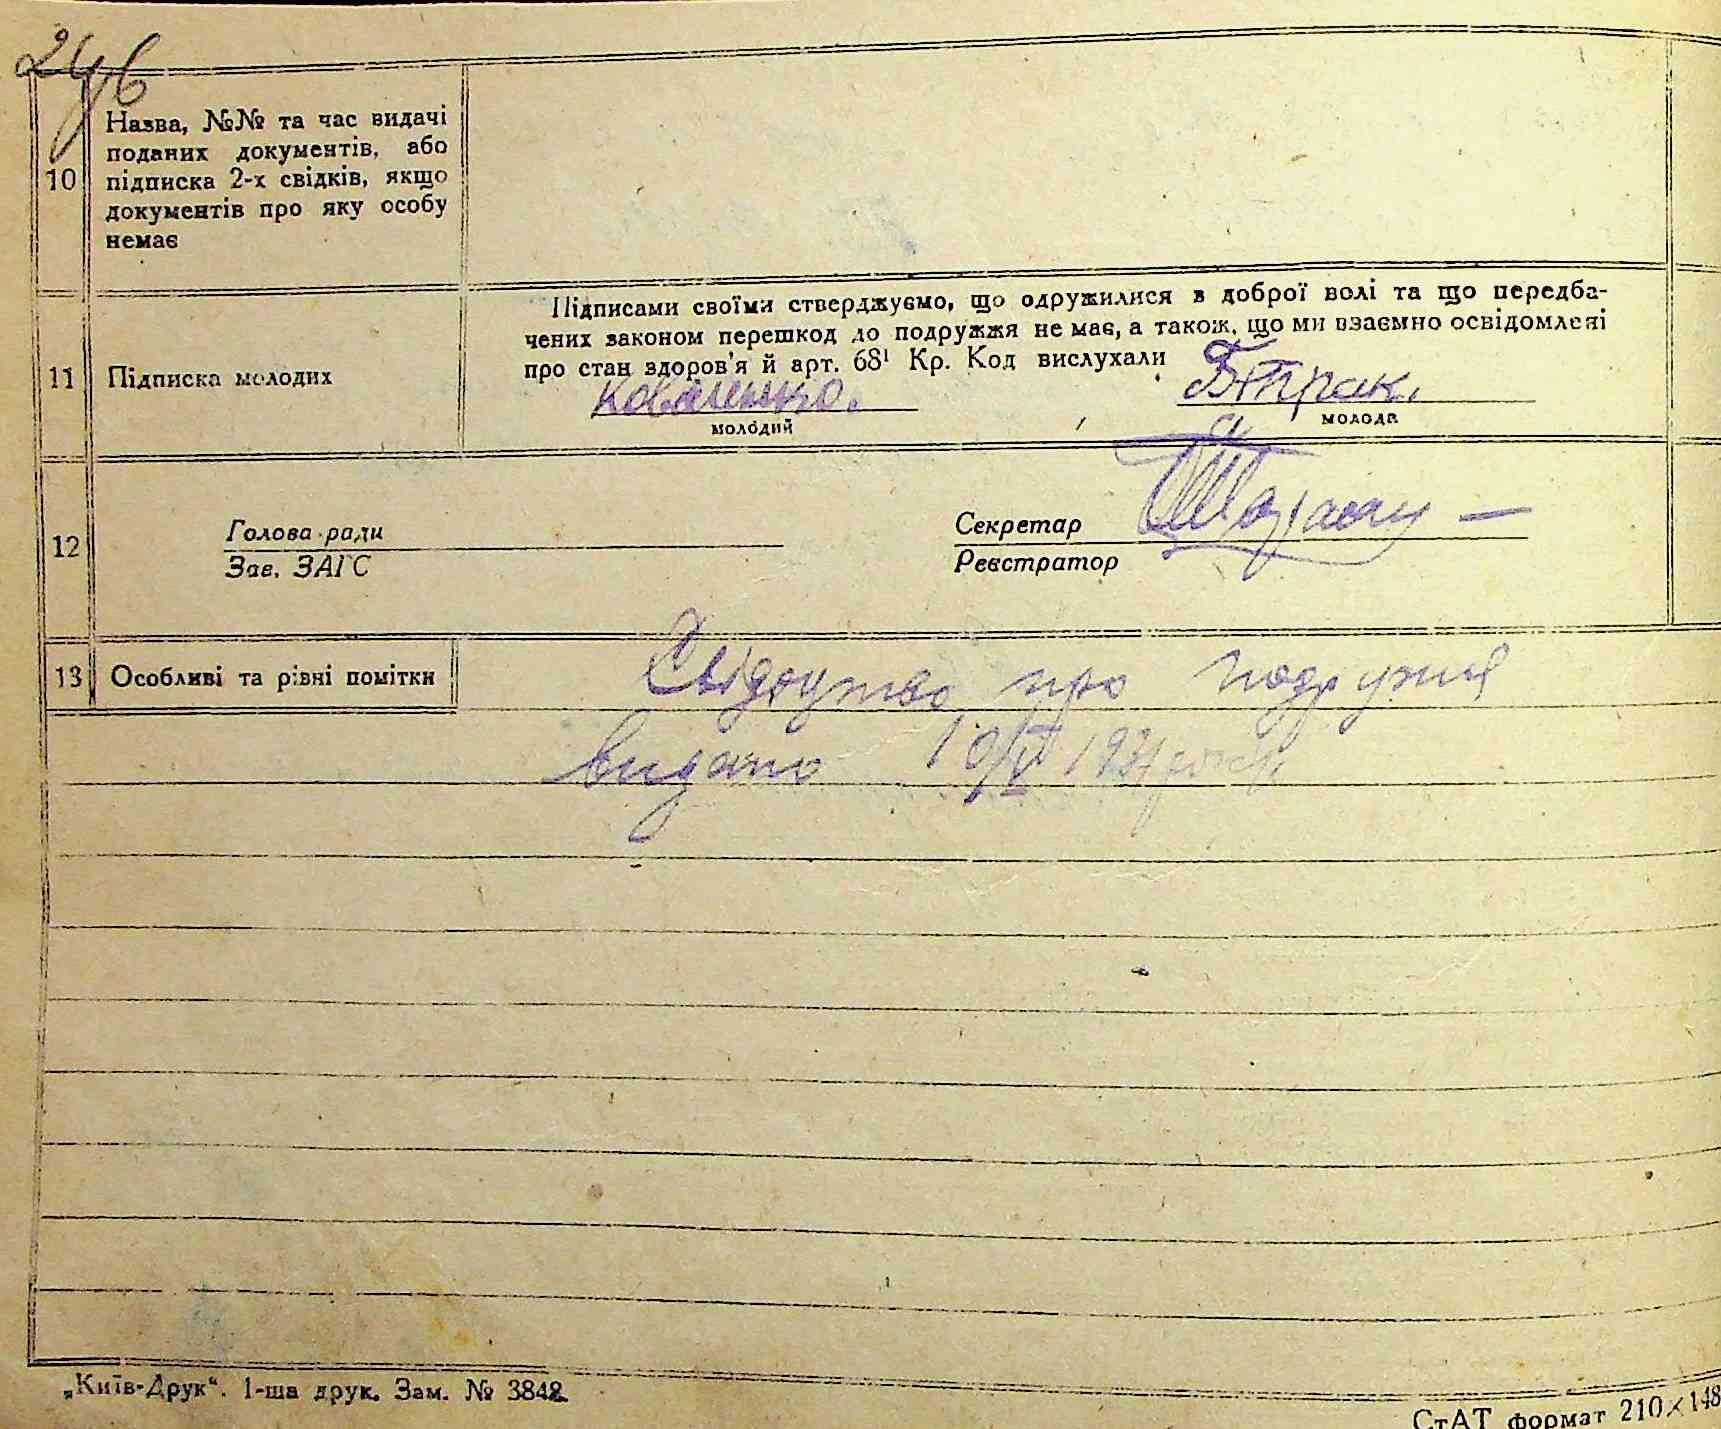 10 Назва, №№ та час видачі
поданих документів, або
підписка 2-х свідків, якщо
документів про яку особу
немає
Підписами своїми стверджуємо, що одружилися в доброї волі та що передба-
чених законом перешкод до подружжя не має, а також, що ми взаємно освідомлені
про стан здоров'я й арт. 68¹ Кр. Код вислухали
11 Підписка молодих
молодий молода
12 Голова ради Секретар
Зав. ЗАГС Реєстратор
13 Особливі та рівні помітки Свідоцтво про подружжя
видано 10/
„Київ-Друк“. 1-ша друк. Зам. № 3842
СтАТ формат 210×148